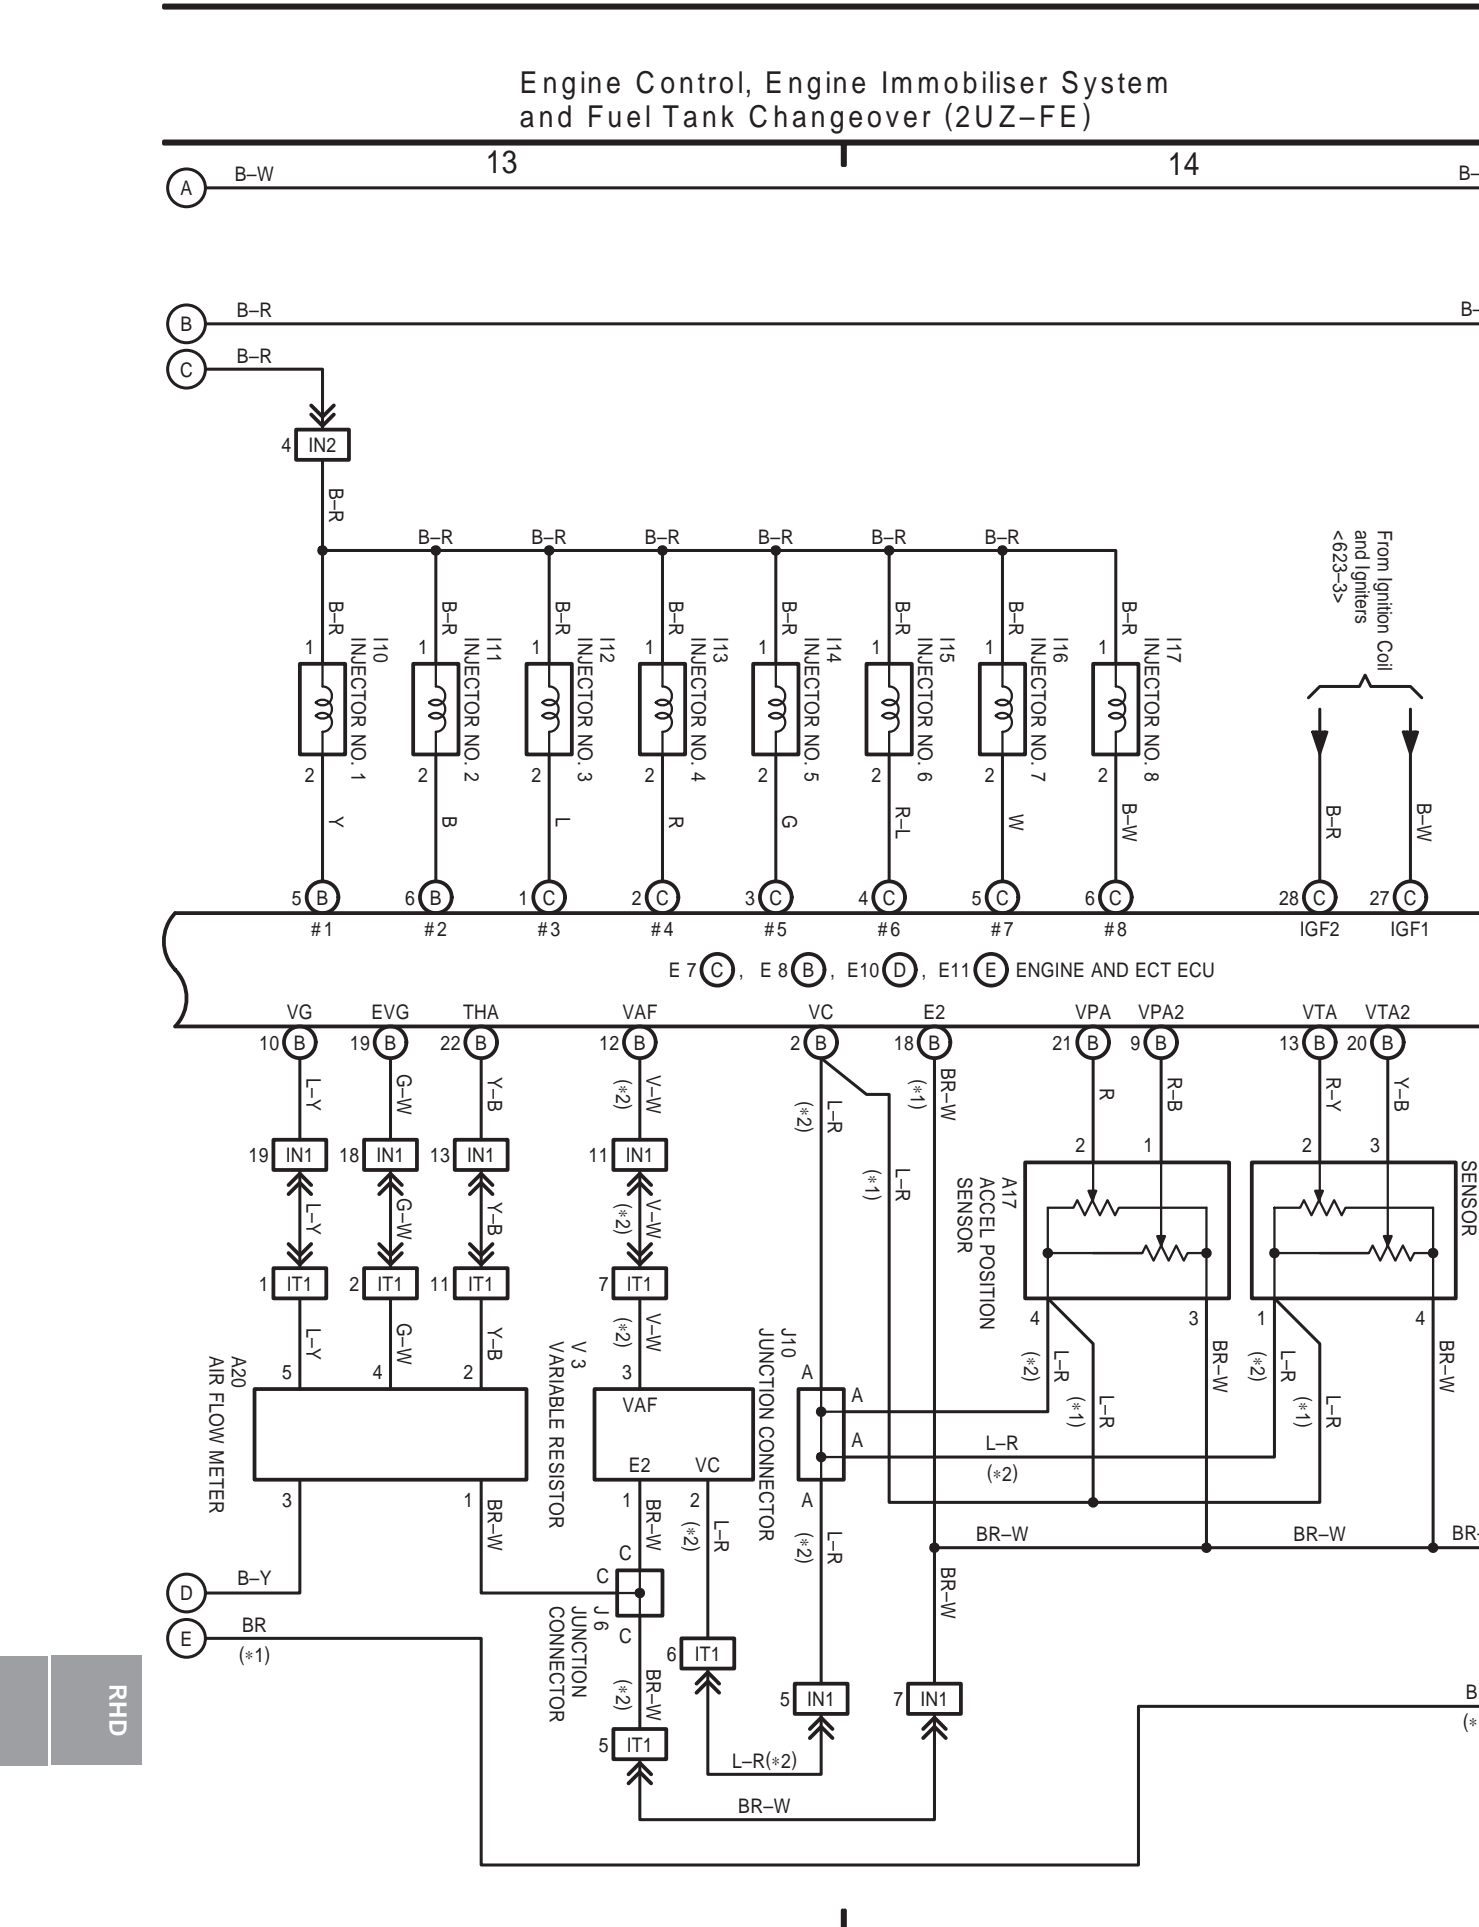 Engine Control, Engine Immobiliser System
and Fuel Tank Changeover (2UZ–FE)
13
14
A
B–W
B–
B
B–R
B–
C
B–R
4
IN2
B–R
B–R
B–R
B–R
B–R
B–R
B–R
From Ignition Coil
and Igniters
<623–3>
B–R
B–R
B–R
B–R
B–R
B–R
B–R
B–R
1
1
1
1
1
1
1
1
I10
INJECTOR NO. 1
I11
INJECTOR NO. 2
I12
INJECTOR NO. 3
I13
INJECTOR NO. 4
I14
INJECTOR NO. 5
I15
INJECTOR NO. 6
I16
INJECTOR NO. 7
I17
INJECTOR NO. 8
2
2
2
2
2
2
2
2
Y
B
L
R
G
R–L
W
B–W
B–R
B–W
5 B
6 B
1 C
2 C
3 C
4 C
5 C
6 C
28 C
27 C
#1
#2
#3
#4
#5
#6
#7
#8
IGF2
IGF1
E 7 C , E 8 B , E10 D , E11 E ENGINE AND ECT ECU
VG
EVG
THA
VAF
VC
E2
VPA
VPA2
VTA
VTA2
10 B
19 B
22 B
12 B
2 B
18 B
21 B
9 B
13 B
20 B
L–Y
G–W
Y–B
V–W
(*2)
L–R
(*2)
BR–W
(*1)
R
R–B
R–Y
Y–B
19 IN1
18 IN1
13 IN1
11 IN1
2
1
2
3
L–Y
G–W
Y–B
V–W
(*2)
L–R
(*1)
A17
ACCEL POSITION
SENSOR
SENSOR
1 IT1
2 IT1
11 IT1
7 IT1
4
3
1
4
L–Y
G–W
Y–B
V–W
(*2)
L–R
(*2)
L–R
(*1)
BR–W
L–R
(*2)
L–R
(*1)
BR–W
5
4
2
3
A20
AIR FLOW METER
V 3
VARIABLE RESISTOR
VAF
E2
VC
J10
JUNCTION CONNECTOR
A
A
A
A
L–R
(*2)
3
1
1
2
BR–W
BR–W
L–R
(*2)
L–R
(*2)
BR–W
BR–W
BR–
D
B–Y
C
C
C
J 6
JUNCTION
CONNECTOR
BR–W
E
BR
(*1)
6 IT1
BR–W
(*2)
5 IN1
7 IN1
B
(*
5 IT1
L–R(*2)
BR–W
RHD